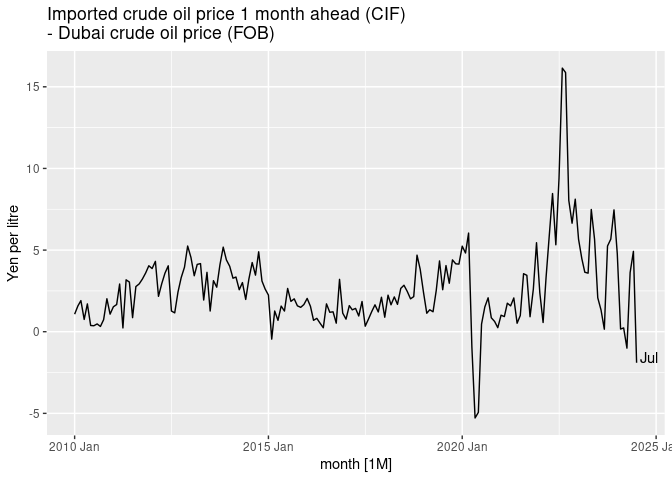 Imported crude oil price 1 month ahead (CIF)
- Dubai crude oil price (FOB)
15
10
5
0
-5
Yen per litre
Jul
2010 Jan
2015 Jan
2020 Jan
2025 Ja
month [1M]